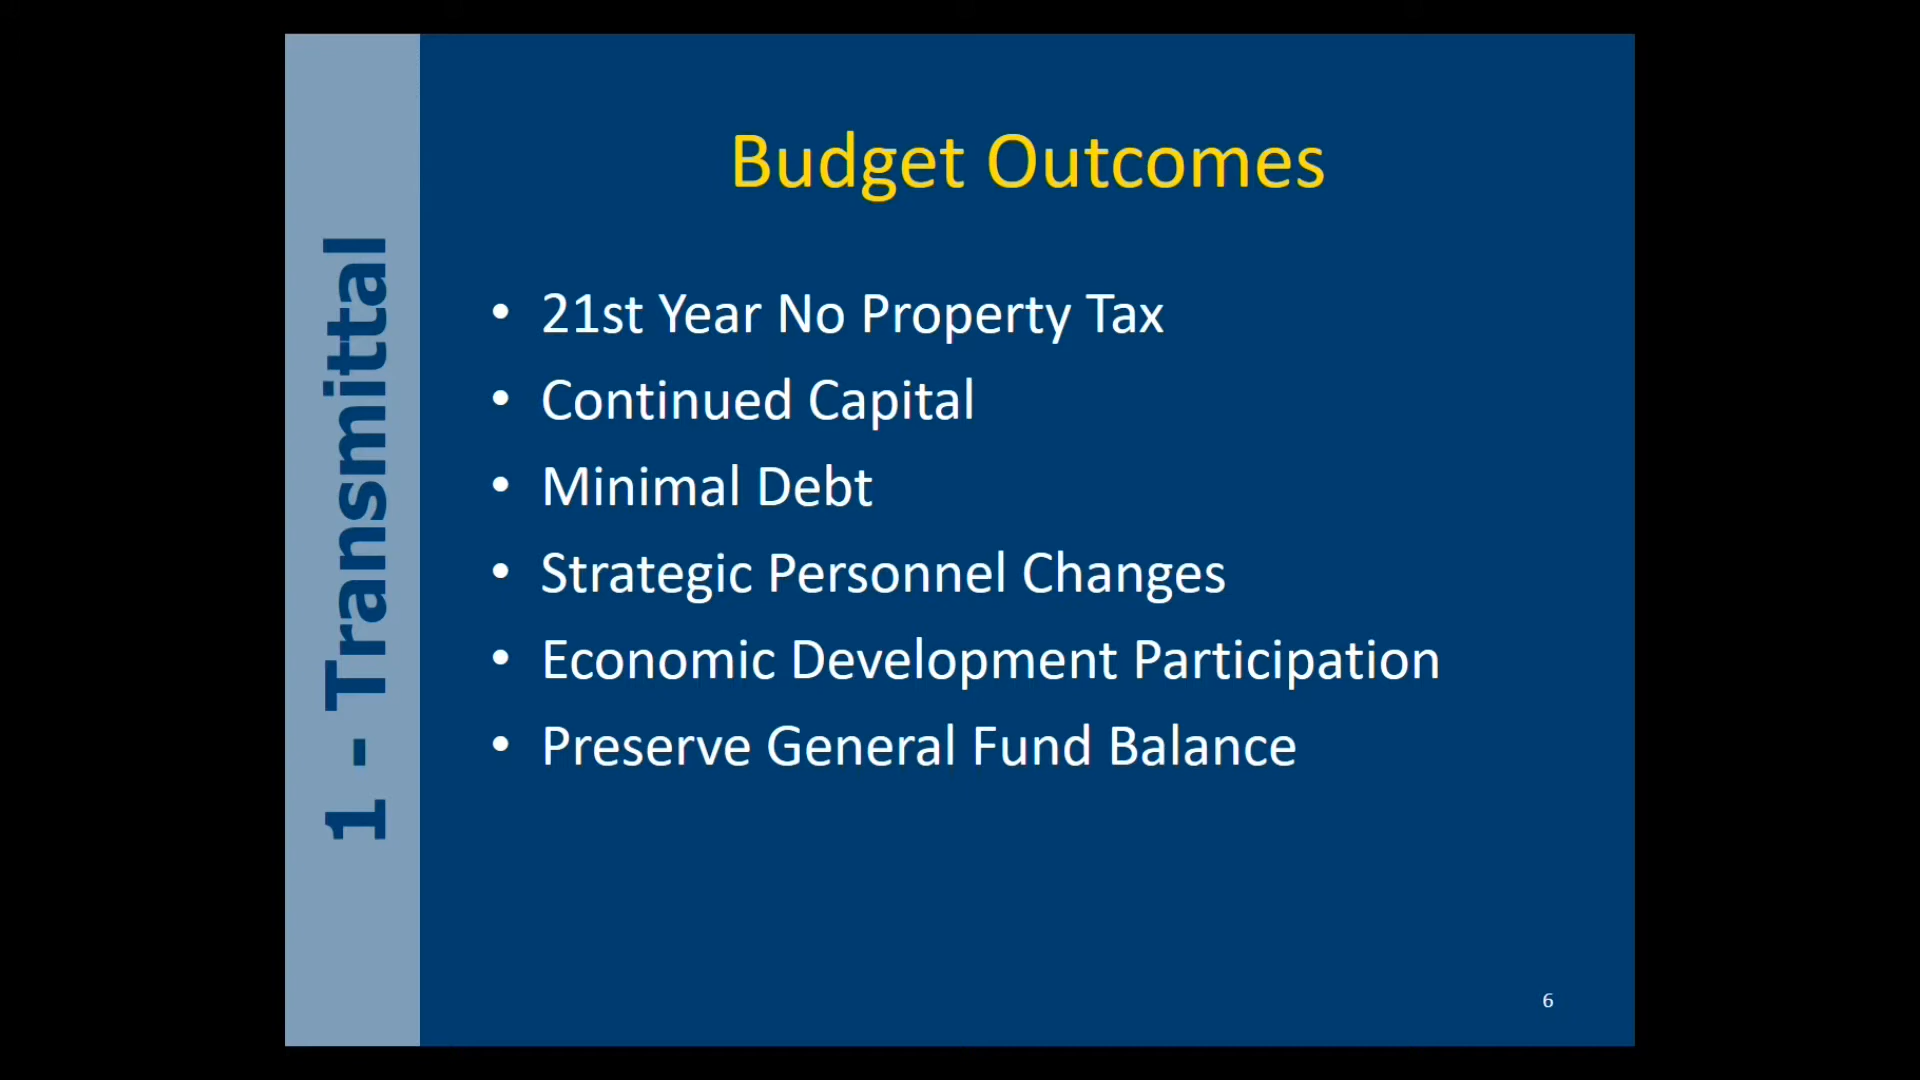 1 - Transmittal
Budget Outcomes
• 21st Year No Property Tax
• Continued Capital
• Minimal Debt
• Strategic Personnel Changes
• Economic Development Participation
• Preserve General Fund Balance
6